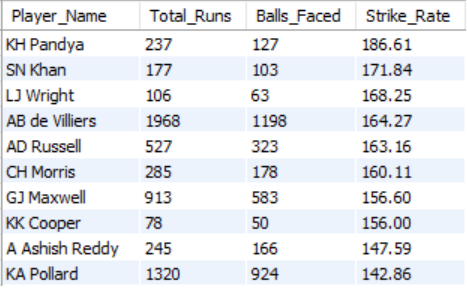 Player_Name Total_Runs Balls_Faced Strike_Rate
KH Pandya 237 127 186.61
SN Khan 177 103 171.84
LJ Wright 106 63 168.25
AB de Villiers 1968 1198 164.27
AD Russell 527 323 163.16
CH Morris 285 178 160.11
GJ Maxwell 913 583 156.60
KK Cooper 78 50 156.00
A Ashish Reddy 245 166 147.59
KA Pollard 1320 924 142.86